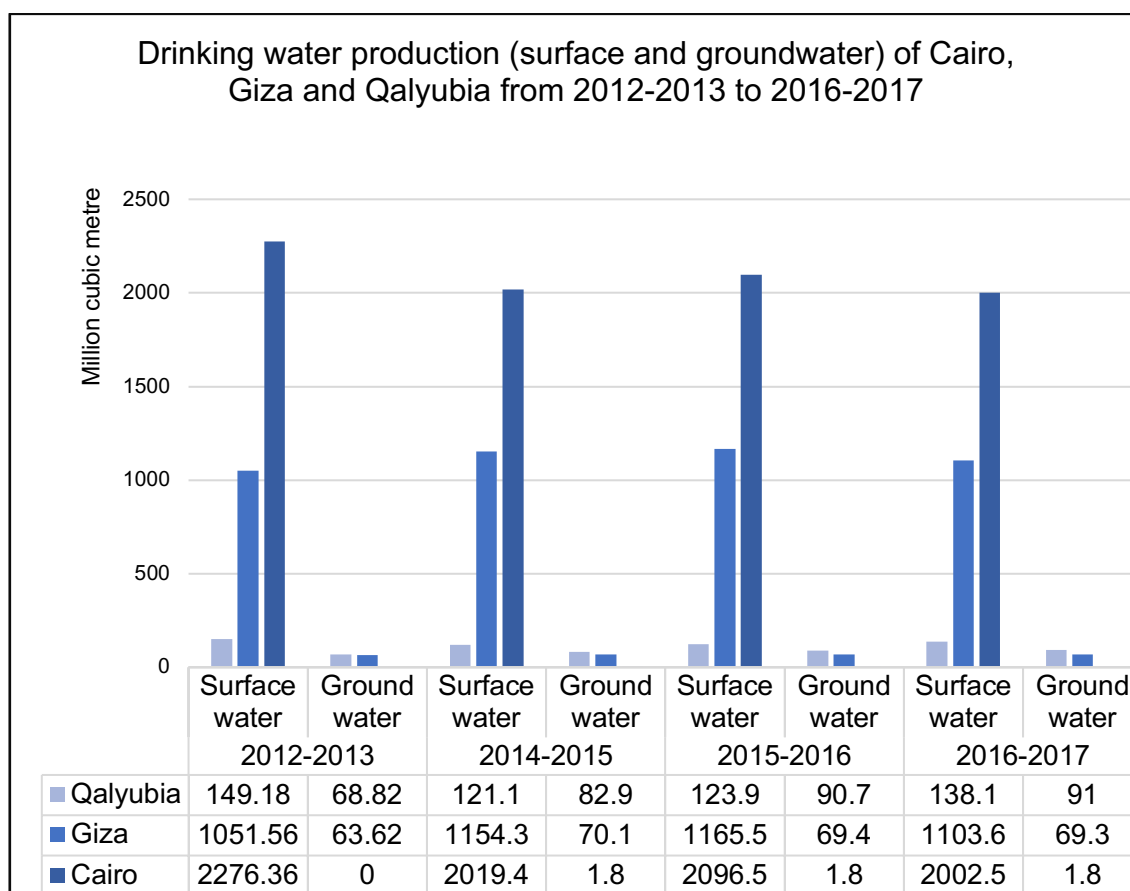 Drinking water production (surface and groundwater) of Cairo,
Giza and Qalyubia from 2012-2013 to 2016-2017
Million cubic metre
2500
2000
1500
1000
500
0
Surface water Ground water Surface water Ground water Surface water Ground water Surface water Ground water
2012-2013 2014-2015 2015-2016 2016-2017
Qalyubia 149.18 68.82 121.1 82.9 123.9 90.7 138.1 91
Giza 1051.56 63.62 1154.3 70.1 1165.5 69.4 1103.6 69.3
Cairo 2276.36 0 2019.4 1.8 2096.5 1.8 2002.5 1.8